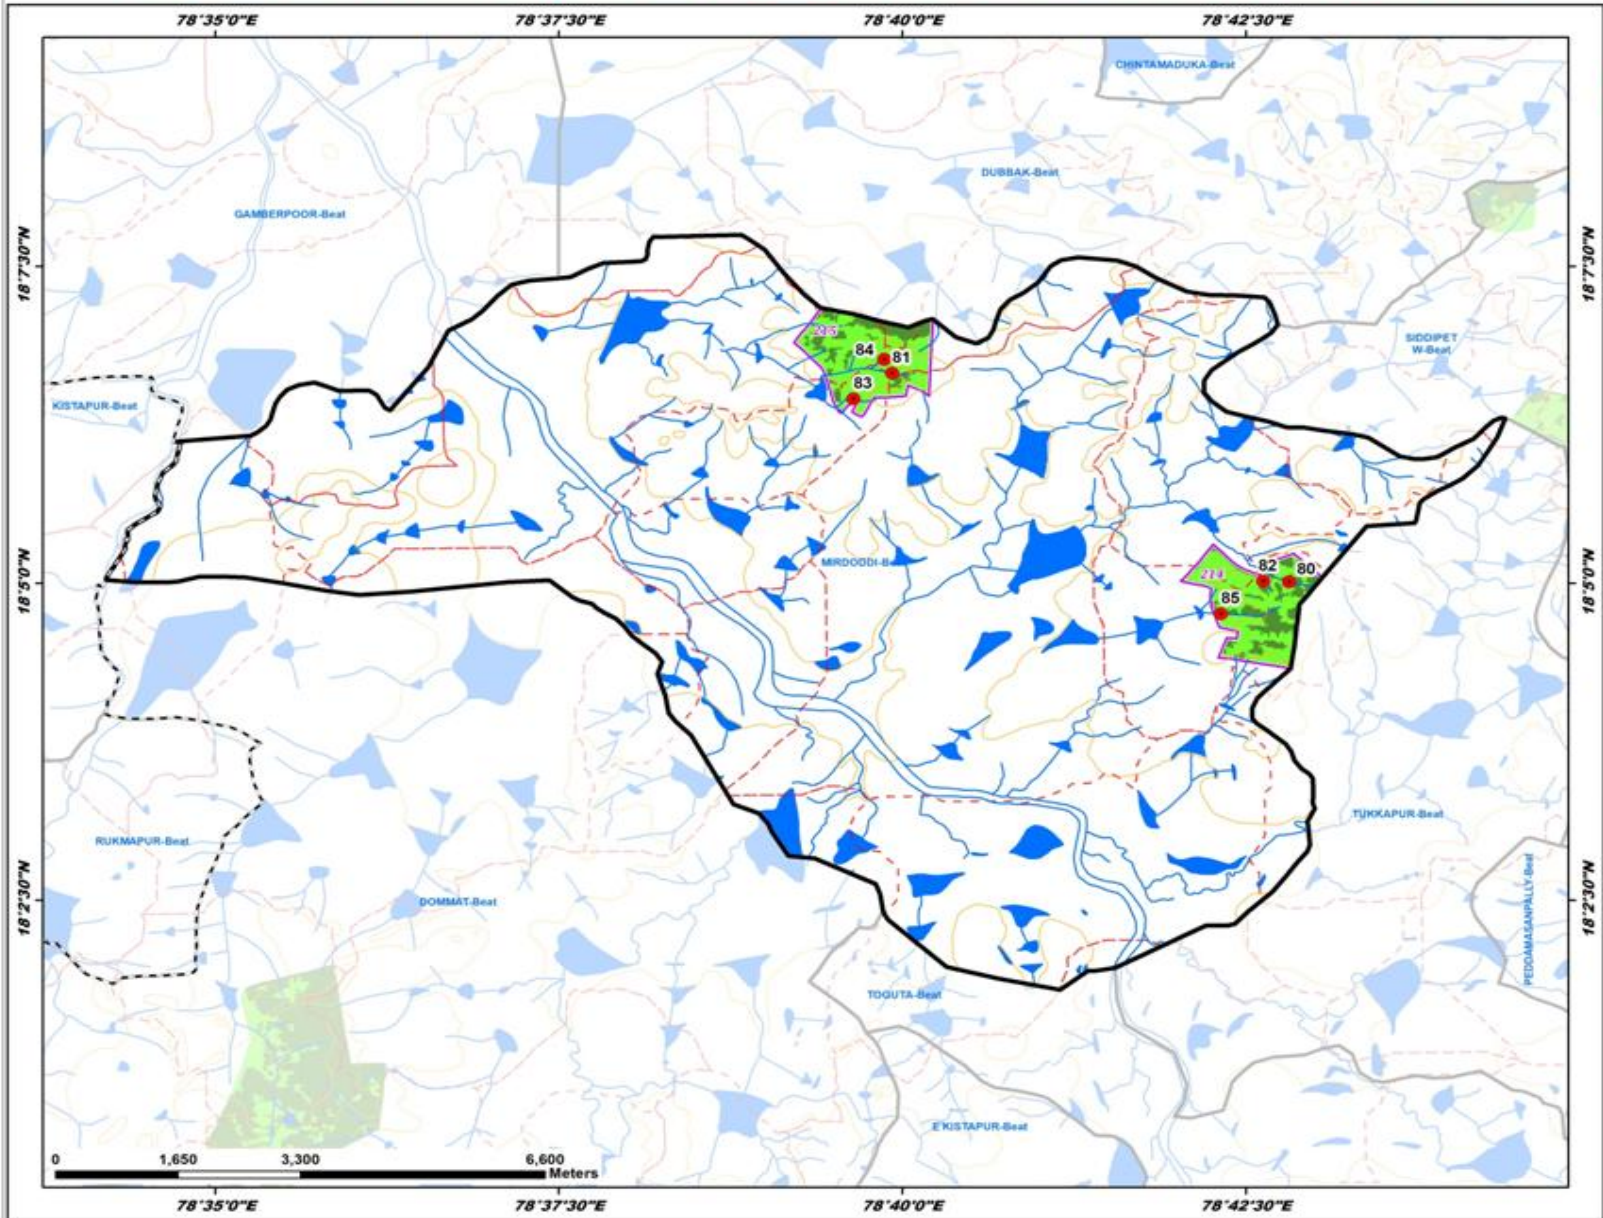 78°35'0"E 78°37'30"E 78°40'0"E 78°42'30"E
CHINTAMADUKA-Beat
DUBBAK-Beat
GAMBERPOOR-Beat
18°7'30"N 18°7'30"N
215
SIDDIPET
W-Beat
84 81
83
KISTAPUR-Beat
MIRDODDI-B
18°5'0"N 18°5'0"N
82 80
85
TUKKAPUR-Beat
RUKMAPUR-Beat
PEDDAMASANPALLY-Beat
18°2'30"N 18°2'30"N
DOMMAT-Beat
TOGUTA-Beat
E KISTAPUR-Beat
0 1,650 3,300 6,600
Meters
78°35'0"E 78°37'30"E 78°40'0"E 78°42'30"E